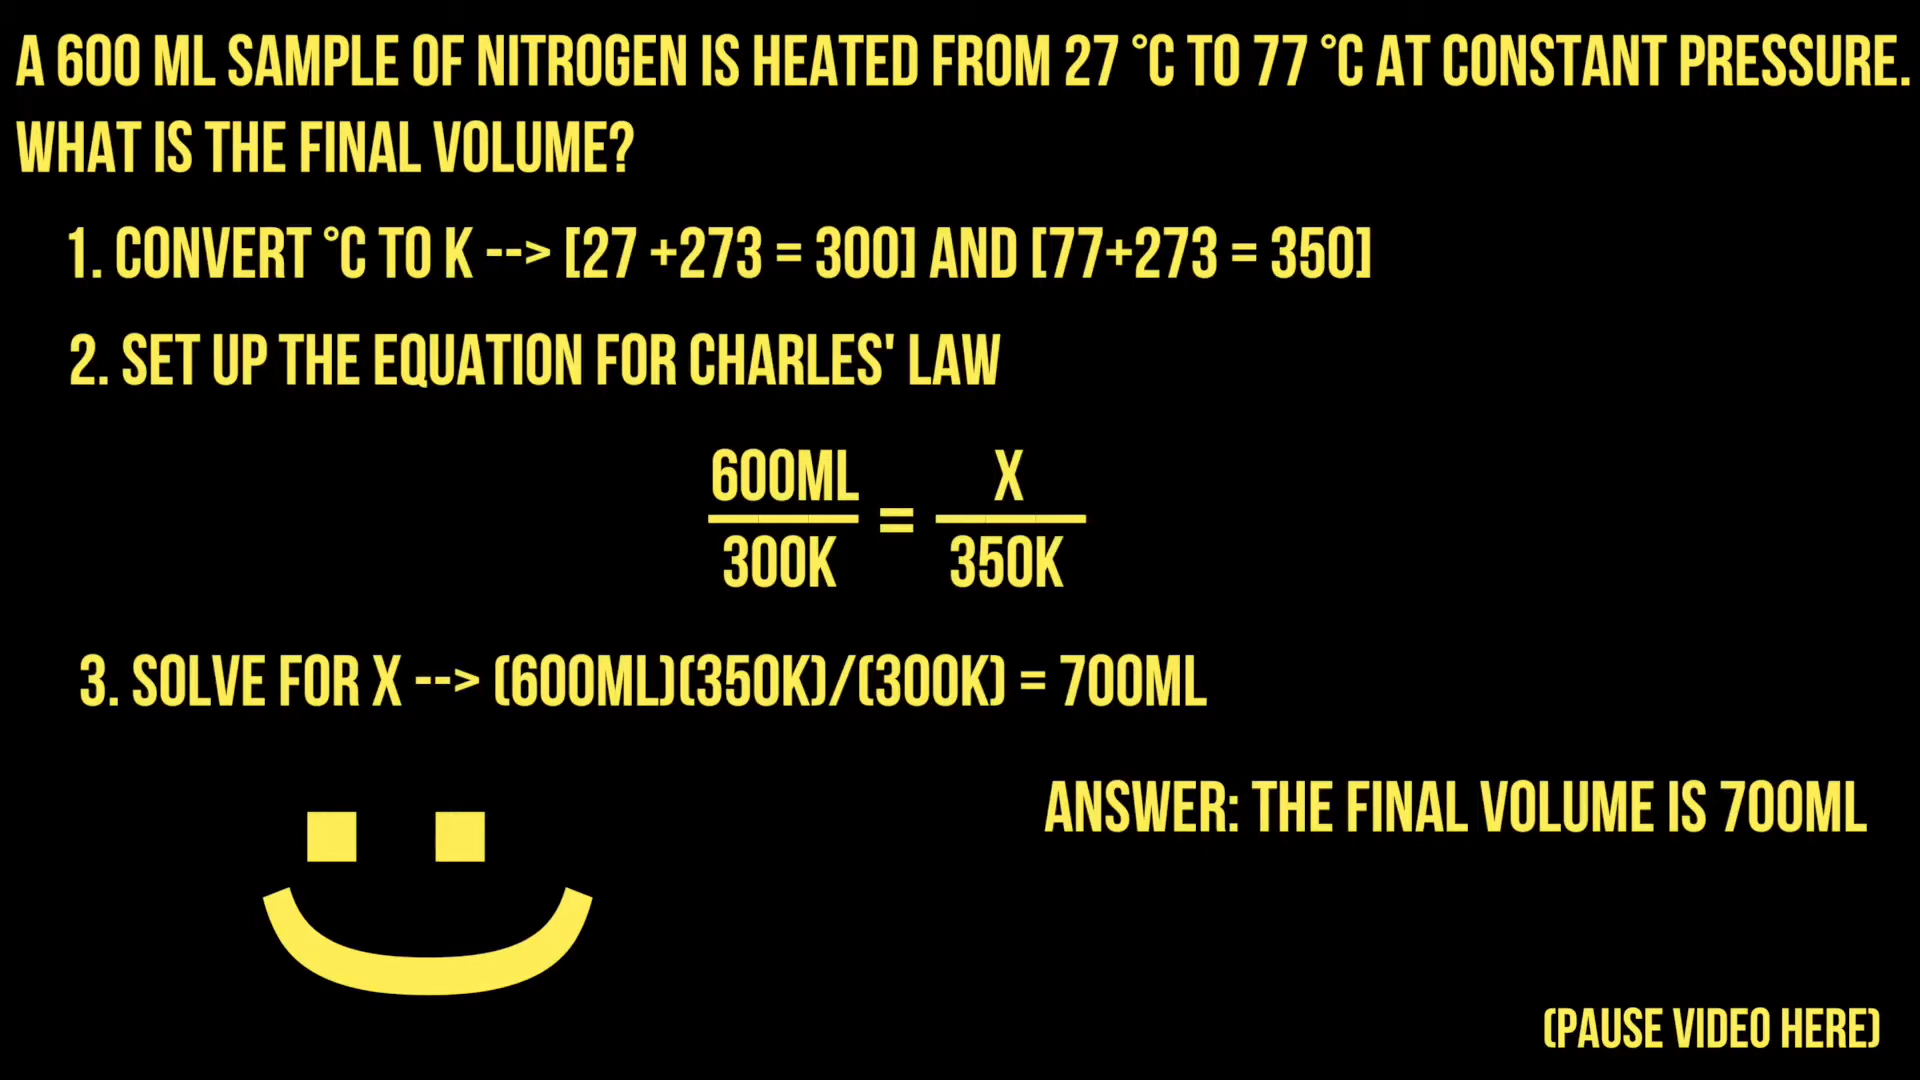 A 600 ML SAMPLE OF NITROGEN IS HEATED FROM 27 °C TO 77 °C AT CONSTANT PRESSURE.
WHAT IS THE FINAL VOLUME?
1. CONVERT °C TO K --> [27 +273 = 300] AND [77+273 = 350]
2. SET UP THE EQUATION FOR CHARLES' LAW
600ML X
=
300K 350K
3. SOLVE FOR X --> (600ML)(350K)/(300K) = 700ML
ANSWER: THE FINAL VOLUME IS 700ML
(PAUSE VIDEO HERE)